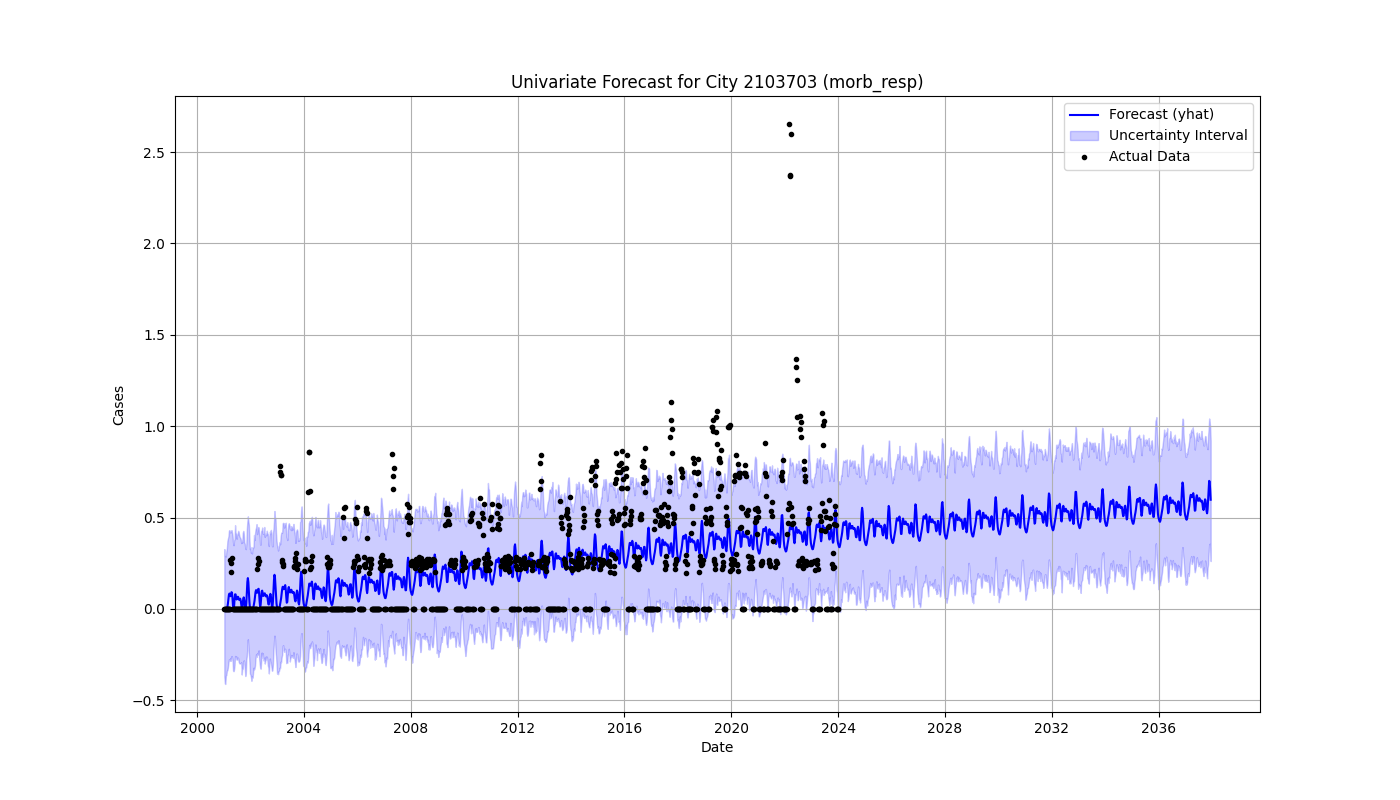 Univariate Forecast for City 2103703 (morb_resp)
Forecast (yhat)
Uncertainty Interval
Actual Data
Cases
2.5
2.0
1.5
1.0
0.5
0.0
−0.5
2000 2004 2008 2012 2016 2020 2024 2028 2032 2036
Date